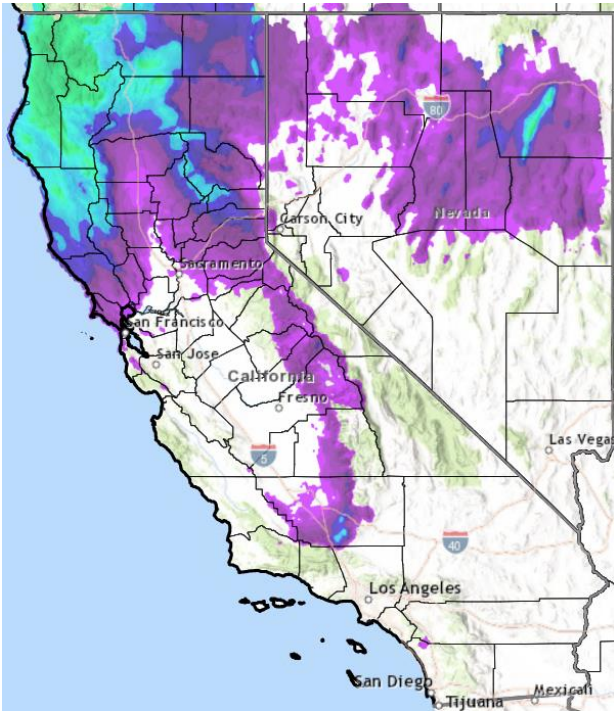 80
Nevada
Carson City
Sacramento
San Francisco
San Jose
California
Fresno
5
Las Vegas
40
Los Angeles
San Diego
Tijuana
Mexicali